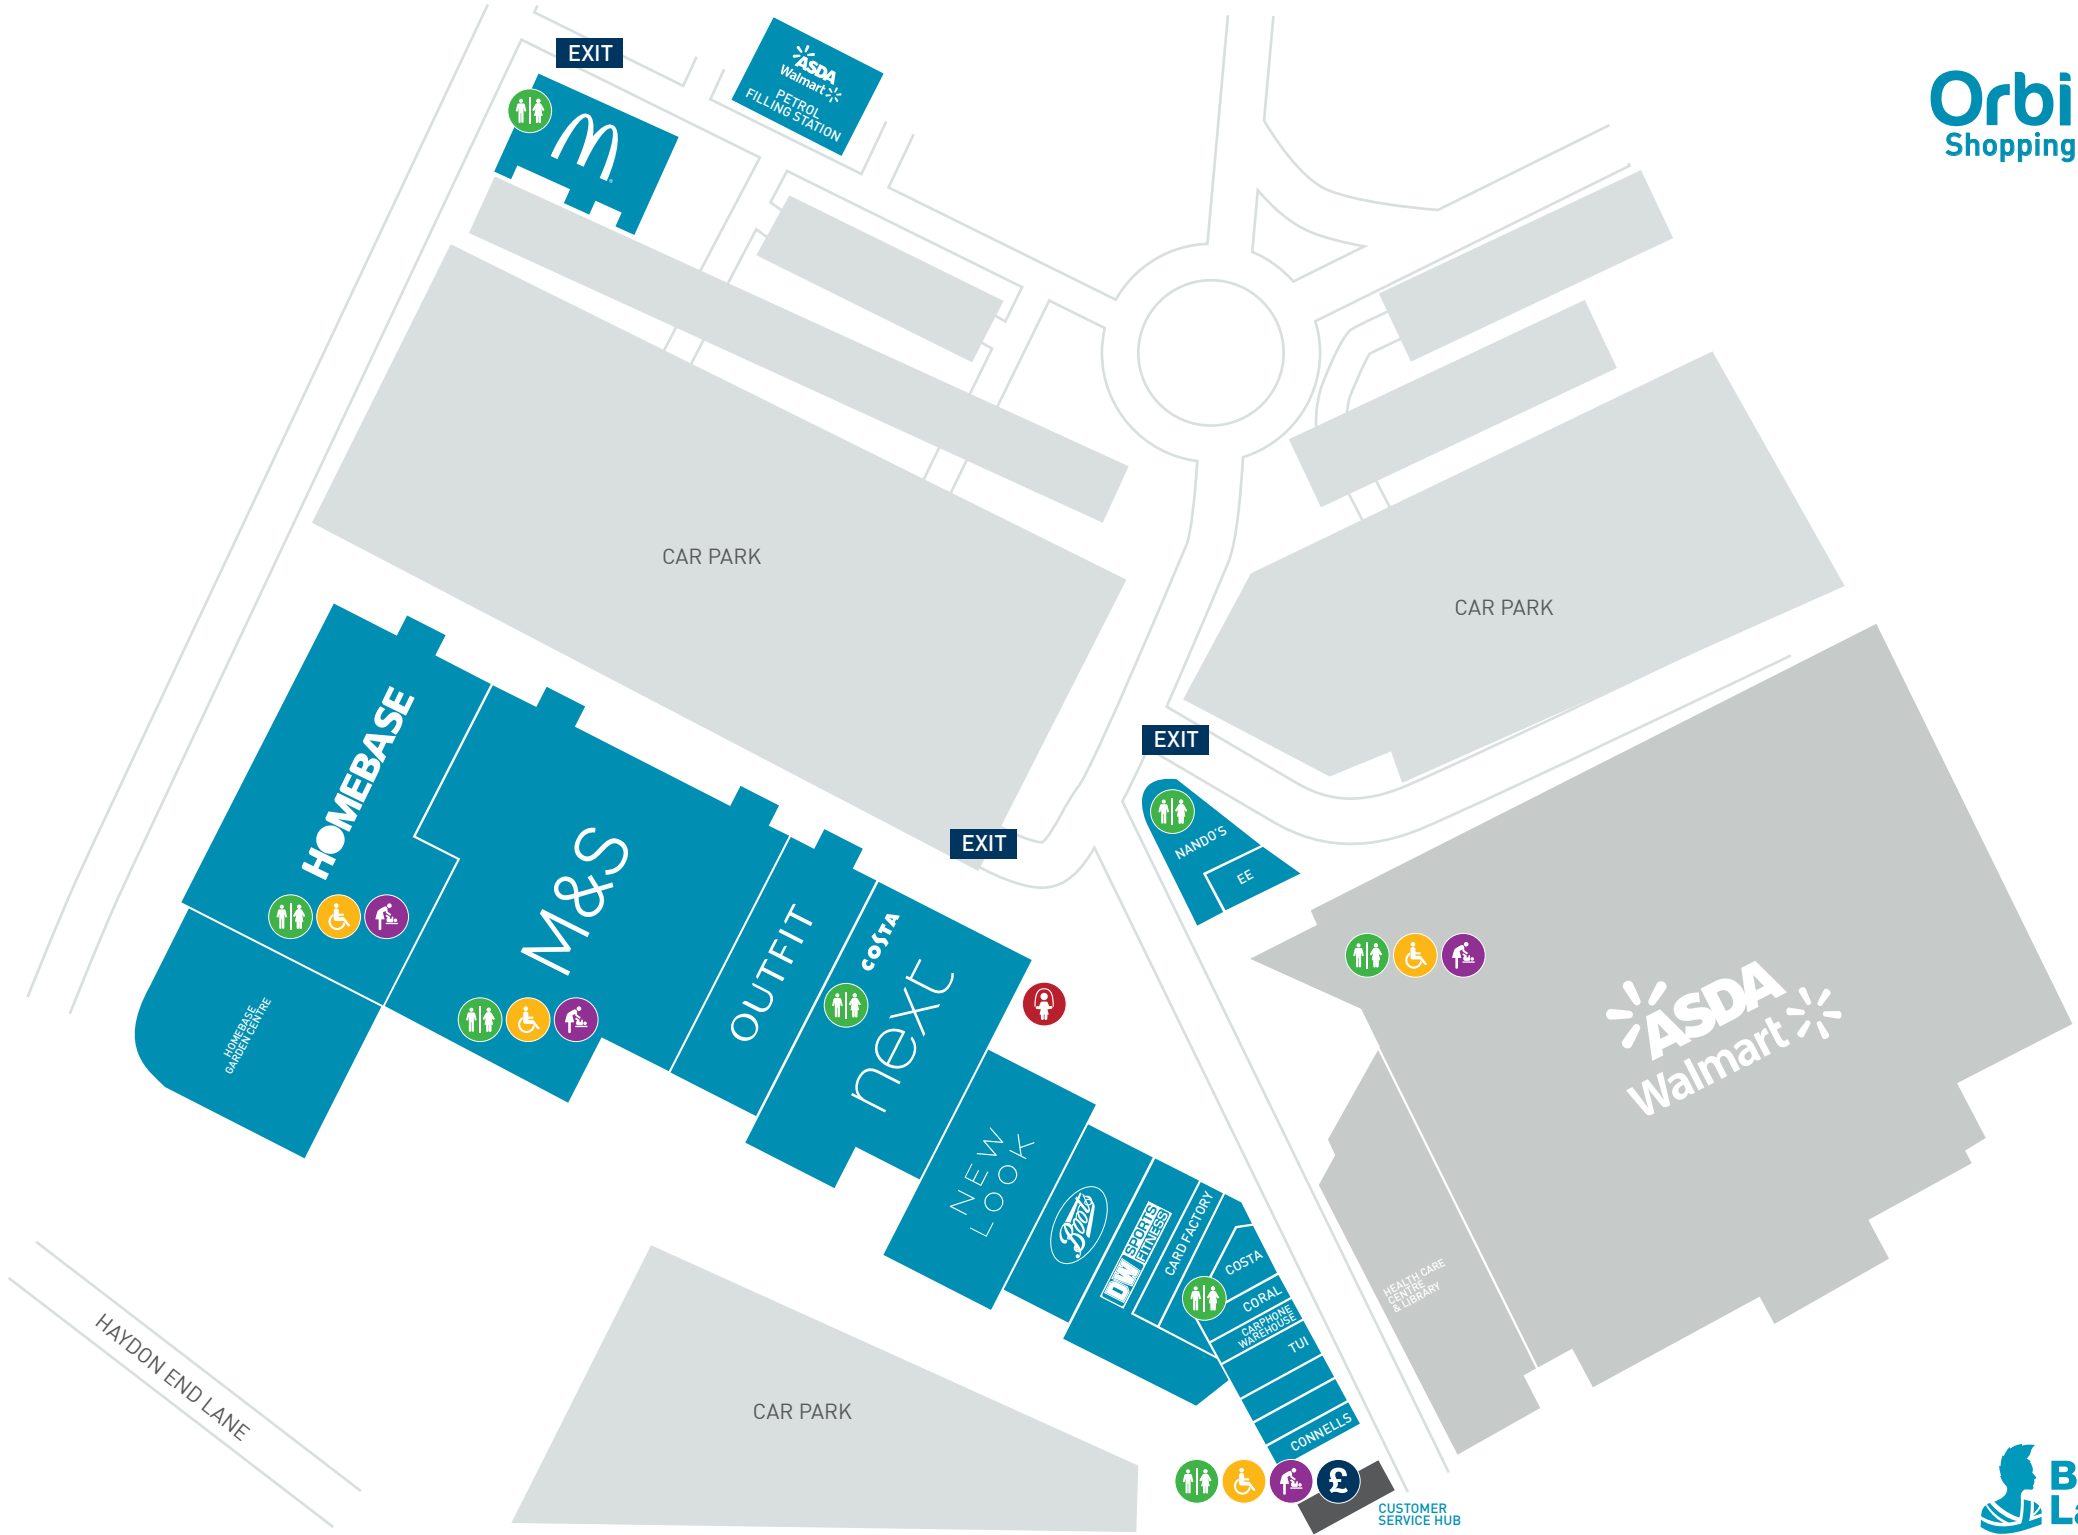 EXIT
ASDA
Walmart
PETROL
FILLING STATION
Orbi
Shopping
CAR PARK
CAR PARK
EXIT
EXIT
HOMEBASE
M&S
OUTFIT
COSTA
next
NANDO'S
EE
HOMEBASE
GARDEN CENTRE
ASDA
Walmart
NEW
LOOK
Boots
DW SPORTS
FITNESS
CARD FACTORY
COSTA
CORAL
CARPHONE
WAREHOUSE
TUI
CONNELLS
HEALTH CARE
CENTRE
& LIBRARY
HAYDON END LANE
CAR PARK
£
CUSTOMER
SERVICE HUB
B
La